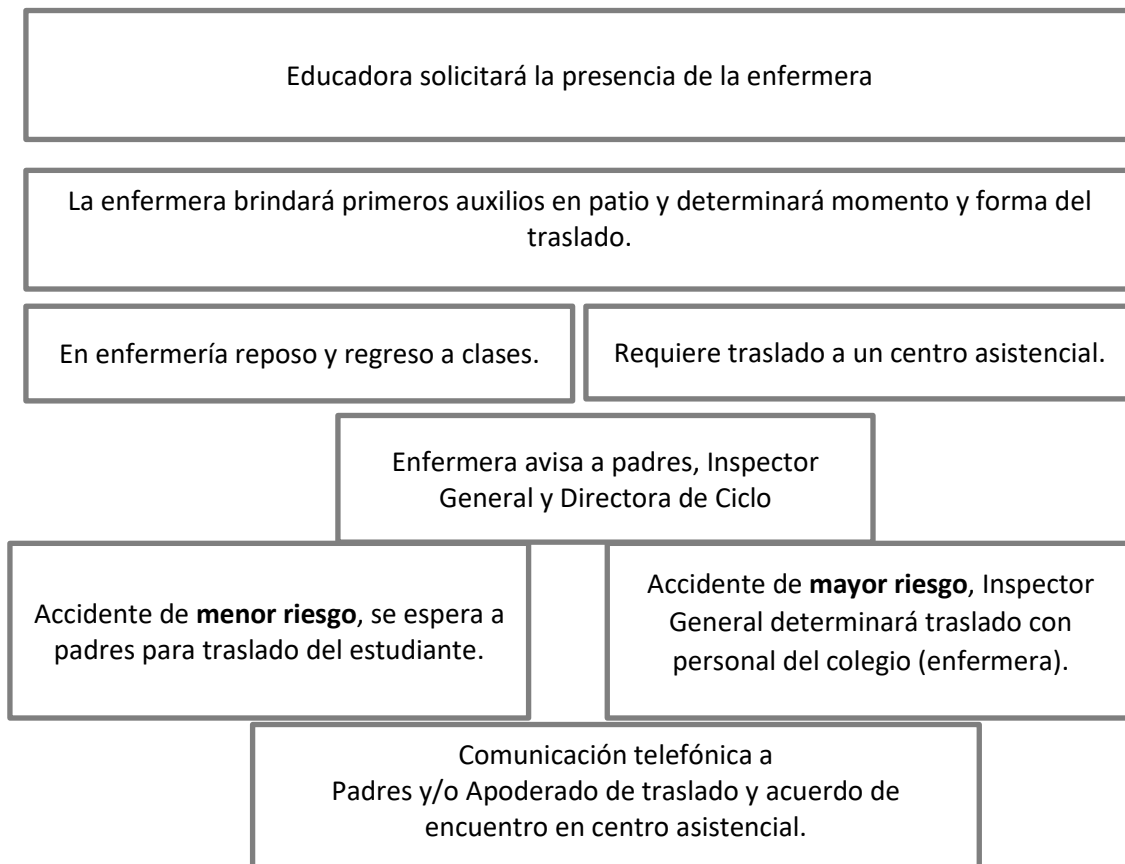 Educadora solicitará la presencia de la enfermera
La enfermera brindará primeros auxilios en patio y determinará momento y forma del
traslado.
En enfermería reposo y regreso a clases.
Requiere traslado a un centro asistencial.
Enfermera avisa a padres, Inspector
General y Directora de Ciclo
Accidente de menor riesgo, se espera a
padres para traslado del estudiante.
Accidente de mayor riesgo, Inspector
General determinará traslado con
personal del colegio (enfermera).
Comunicación telefónica a
Padres y/o Apoderado de traslado y acuerdo de
encuentro en centro asistencial.